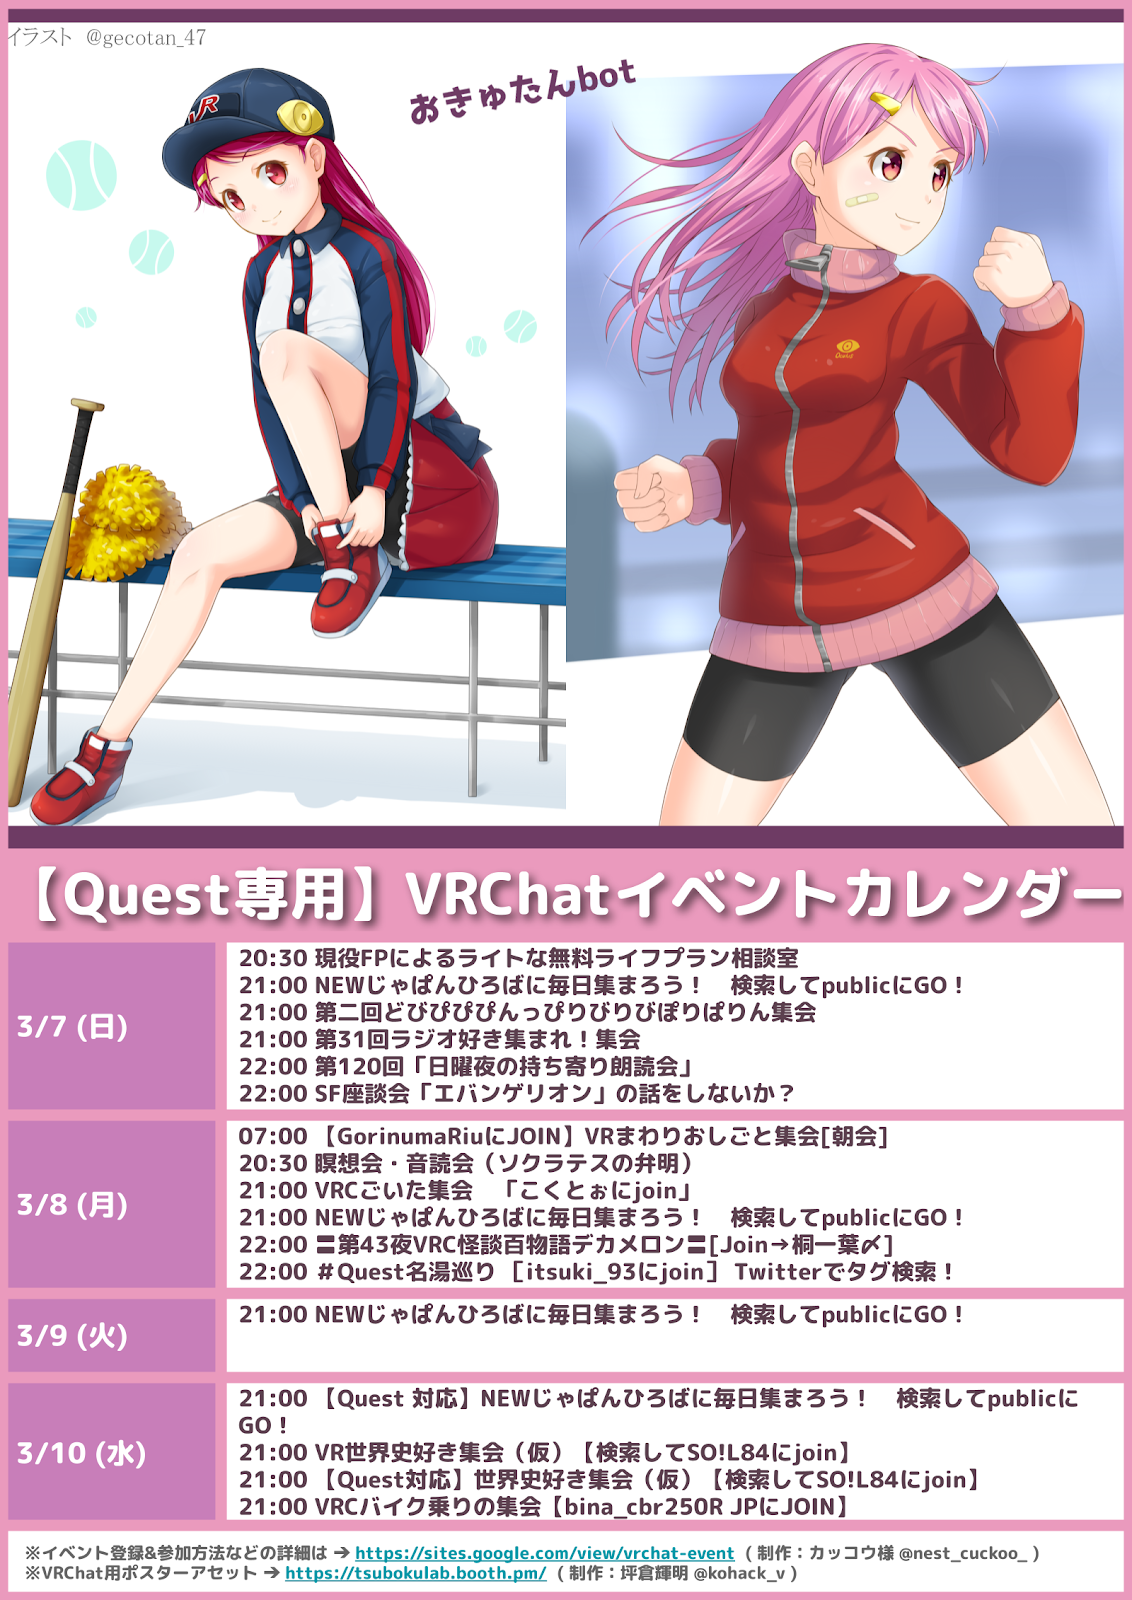 イラスト @gecotan_47
おきゅたんbot
VR
Quest
【Quest専用】VRChatイベントカレンダー
3/7 (日)
20:30 現役FPによるライトな無料ライフプラン相談室
21:00 NEWじゃぱんひろばに毎日集まろう！　検索してpublicにGO！
21:00 第二回どびぴぴぴんっぴりびりびぽりぱりん集会
21:00 第31回ラジオ好き集まれ！集会
22:00 第120回「日曜夜の持ち寄り朗読会」
22:00 SF座談会「エバンゲリオン」の話をしないか？
3/8 (月)
07:00 【GorinumaRiuにJOIN】VRまわりおしごと集会[朝会]
20:30 瞑想会・音読会（ソクラテスの弁明）
21:00 VRCごいた集会　「こくとぉにjoin」
21:00 NEWじゃぱんひろばに毎日集まろう！　検索してpublicにGO！
22:00 〓第43夜VRC怪談百物語デカメロン〓[Join→桐一葉〆]
22:00 ＃Quest名湯巡り ［itsuki_93にjoin］ Twitterでタグ検索！
3/9 (火)
21:00 NEWじゃぱんひろばに毎日集まろう！　検索してpublicにGO！
3/10 (水)
21:00 【Quest 対応】NEWじゃぱんひろばに毎日集まろう！　検索してpublicに
GO！
21:00 VR世界史好き集会（仮）【検索してSO!L84にjoin】
21:00 【Quest対応】世界史好き集会（仮）【検索してSO!L84にjoin】
21:00 VRCバイク乗りの集会【bina_cbr250R JPにJOIN】
※イベント登録&参加方法などの詳細は → https://sites.google.com/view/vrchat-event （制作：カッコウ様 @nest_cuckoo_ ）
※VRChat用ポスターアセット → https://tsubokulab.booth.pm/ （制作：坪倉輝明 @kohack_v ）